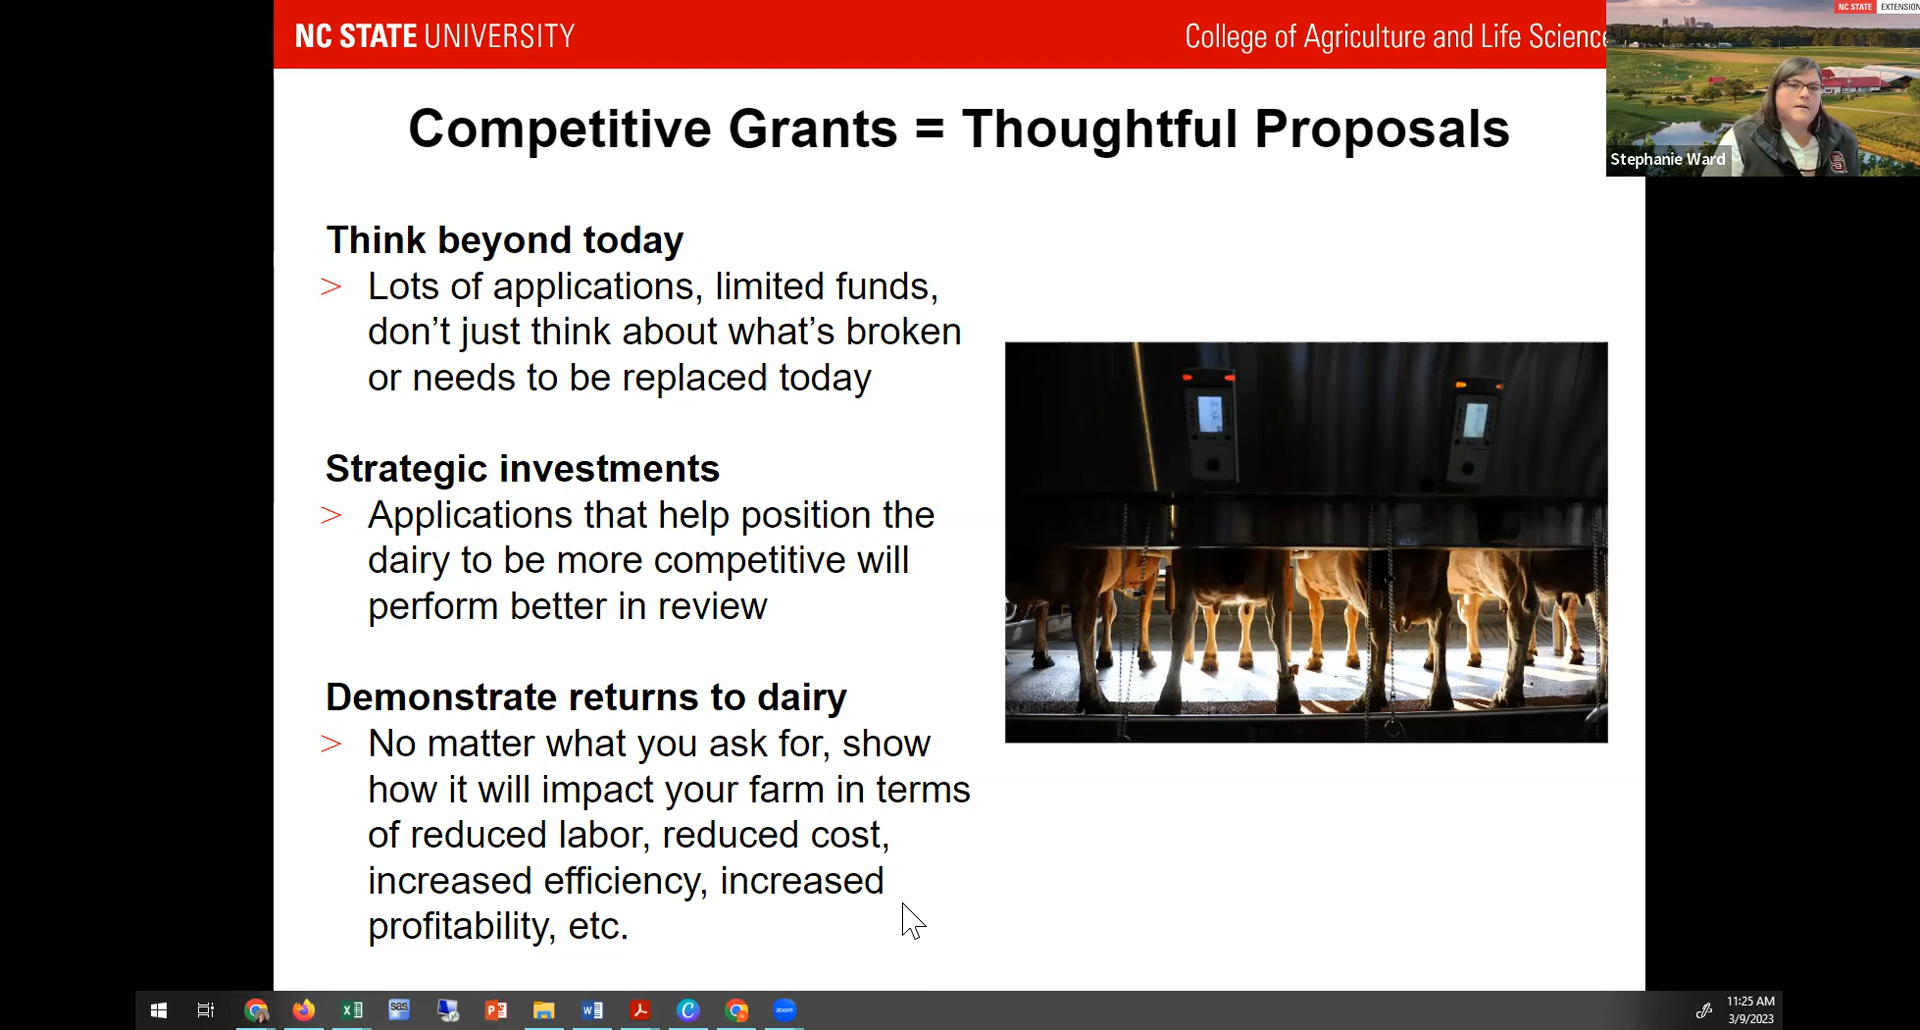 NC STATE UNIVERSITY
College of Agriculture and Life Science
NC STATE EXTENSION
Stephanie Ward
Competitive Grants = Thoughtful Proposals
Think beyond today
> Lots of applications, limited funds,
don’t just think about what’s broken
or needs to be replaced today
Strategic investments
> Applications that help position the
dairy to be more competitive will
perform better in review
Demonstrate returns to dairy
> No matter what you ask for, show
how it will impact your farm in terms
of reduced labor, reduced cost,
increased efficiency, increased
profitability, etc.
sas
zoom
11:25 AM
3/9/2023